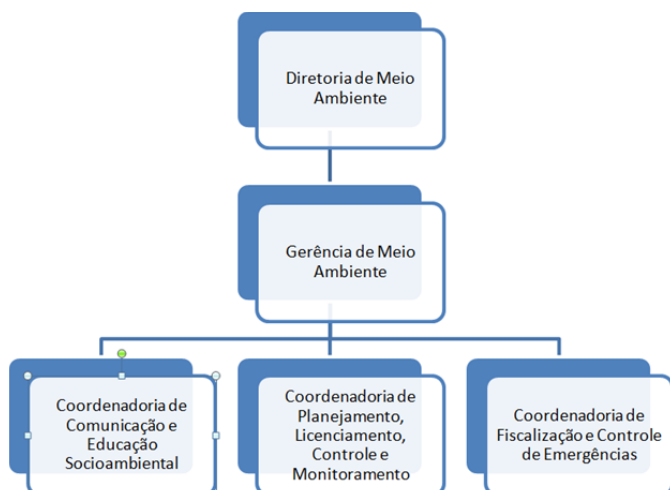 Diretoria de Meio
Ambiente
Gerência de Meio
Ambiente
Coordenadoria de
Comunicação e
Educação
Socioambiental
Coordenadoria de
Planejamento,
Licenciamento,
Controle e
Monitoramento
Coordenadoria de
Fiscalização e Controle
de Emergências